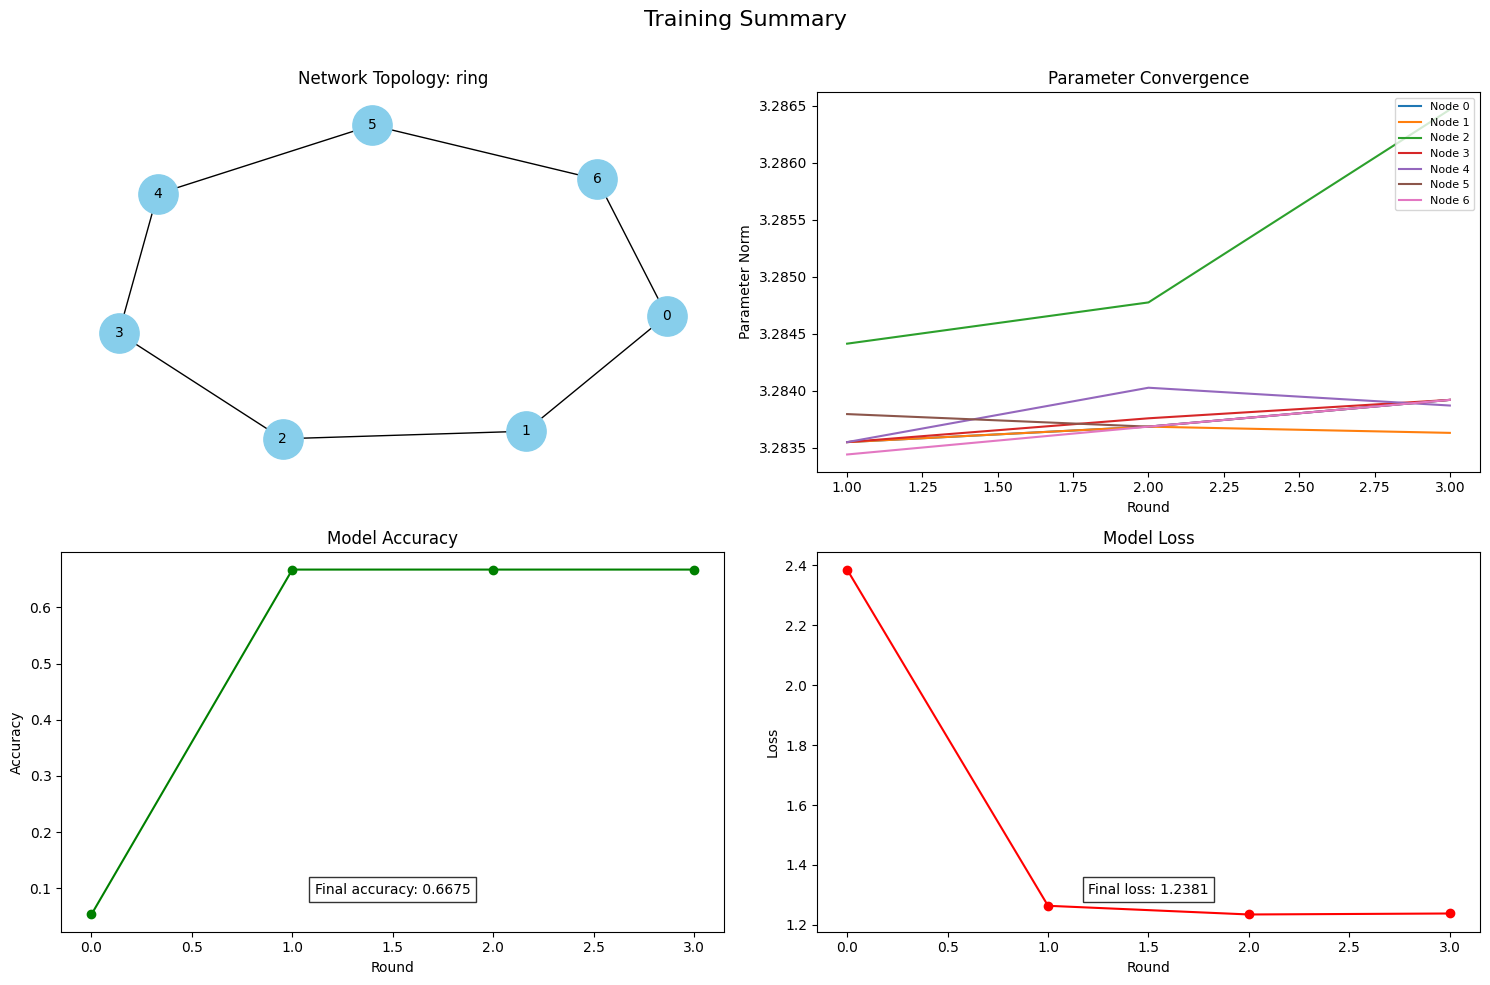 Training Summary
Network Topology: ring
5
6
4
0
3
1
2
Parameter Convergence
3.2865
3.2860
3.2855
3.2850
3.2845
3.2840
3.2835
Parameter Norm
Node 0
Node 1
Node 2
Node 3
Node 4
Node 5
Node 6
1.00 1.25 1.50 1.75 2.00 2.25 2.50 2.75 3.00
Round
Model Accuracy
0.6
0.5
0.4
0.3
0.2
0.1
Accuracy
Final accuracy: 0.6675
0.0 0.5 1.0 1.5 2.0 2.5 3.0
Round
Model Loss
2.4
2.2
2.0
1.8
1.6
1.4
1.2
Loss
Final loss: 1.2381
0.0 0.5 1.0 1.5 2.0 2.5 3.0
Round